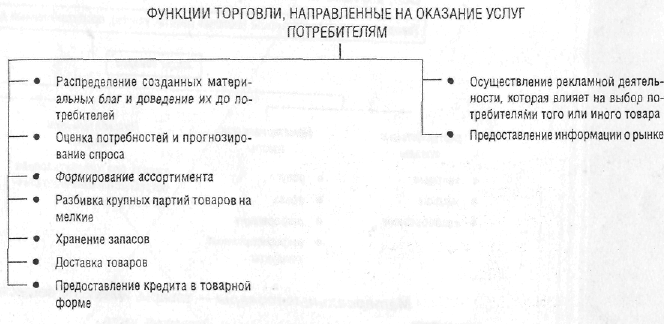 ФУНКЦИИ ТОРГОВЛИ, НАПРАВЛЕННЫЕ НА ОКАЗАНИЕ УСЛУГ
ПОТРЕБИТЕЛЯМ
Распределение созданных матери-
альных благ и доведение их до по-
требителей
Оценка потребностей и прогнозиро-
вание спроса
Формирование ассортимента
Разбивка крупных партий товаров на
мелкие
Хранение запасов
Доставка товаров
Предоставление кредита в товарной
форме
Осуществление рекламной деятель-
ности, которая влияет на выбор по-
требителями того или иного товара
Предоставление информации о рынке